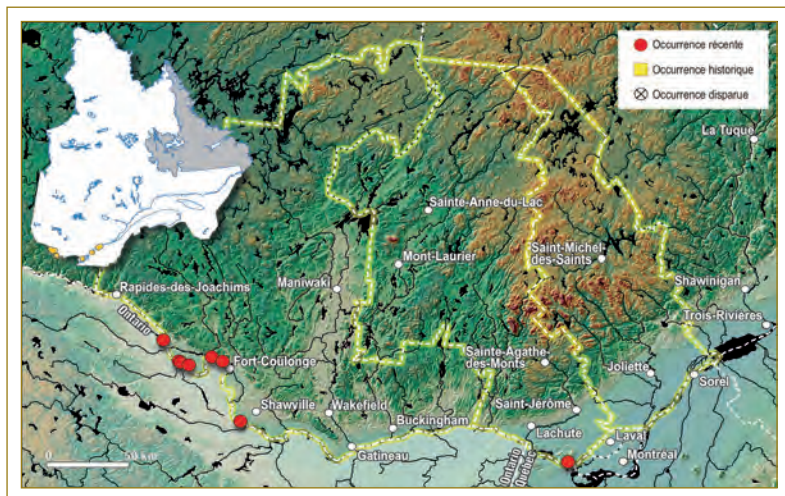 Occurrence récente
Occurrence historique
Occurrence disparue
La Tuque
Sainte-Anne-du-Lac
Saint-Michel
des-Saints
Mont-Laurier
Maniwaki
Rapides-des-Joachims
Shawinigan
Ontario
Trois-Rivières
Fort-Coulonge
Sainte-Agathe
des-Monts
Joliette
Sorel
Shawville
Wakefield
Buckingham
Saint-Jérôme
Lachute
Laval
Gatineau
Montréal
Ontario
Québec
0 50 km